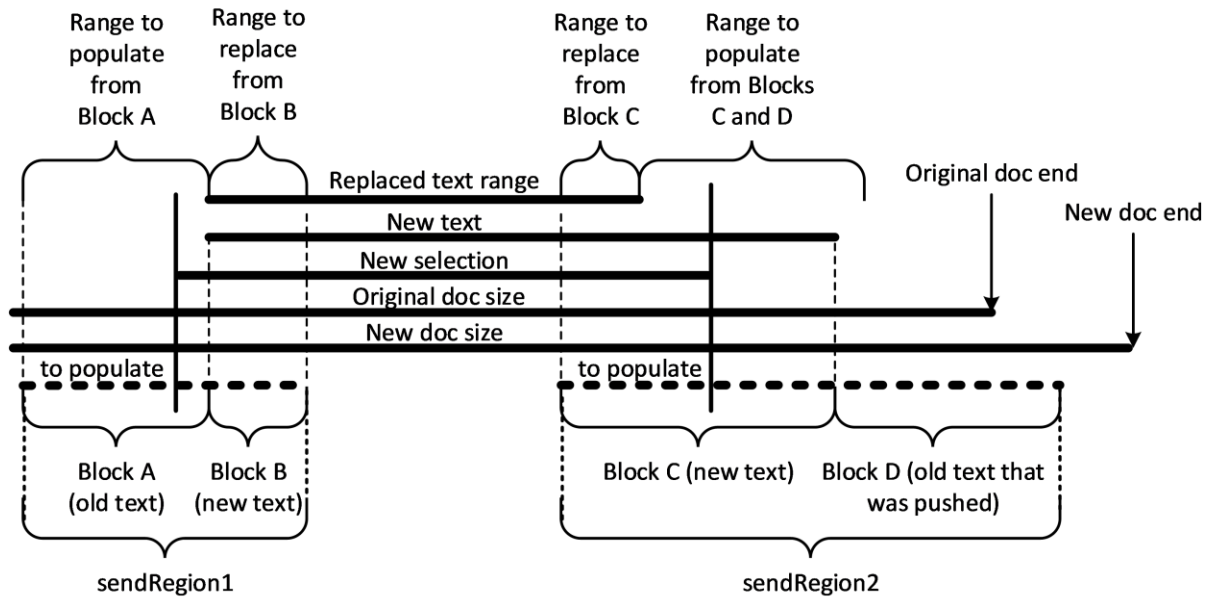 Range to
populate
from
Block A
Range to
replace
from
Block B
Range to
replace
from
Block C
Range to
populate
from Blocks
C and D
Replaced text range
Original doc end
New text
New doc end
New selection
Original doc size
New doc size
to populate
to populate
Block A
(old text)
Block B
(new text)
Block C (new text)
Block D (old text that
was pushed)
sendRegion1
sendRegion2